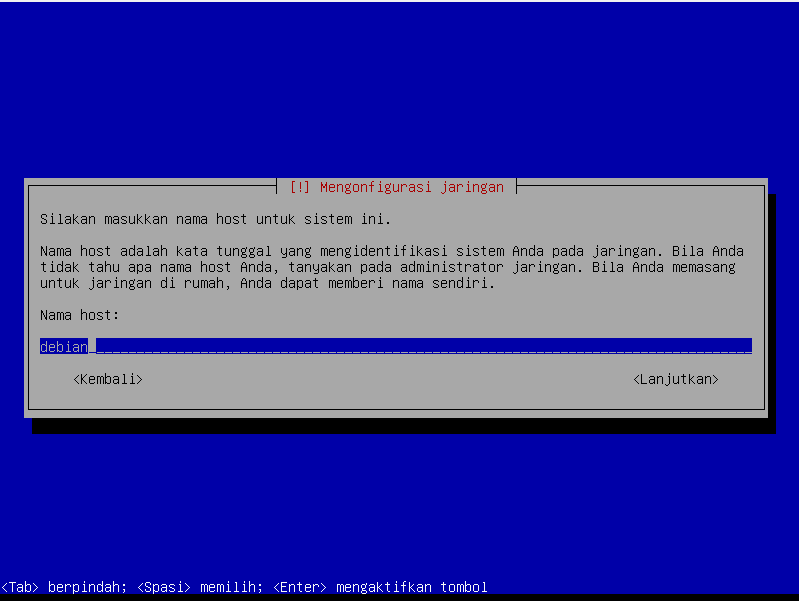 [!] Mengonfigurasi jaringan
Silakan masukkan nama host untuk sistem ini.
Nama host adalah kata tunggal yang mengidentifikasi sistem Anda pada jaringan. Bila Anda
tidak tahu apa nama host Anda, tanyakan pada administrator jaringan. Bila Anda memasang
untuk jaringan di rumah, Anda dapat memberi nama sendiri.
Nama host:
debian
<Kembali> <Lanjutkan>
<Tab> berpindah; <Spasi> memilih; <Enter> mengaktifkan tombol